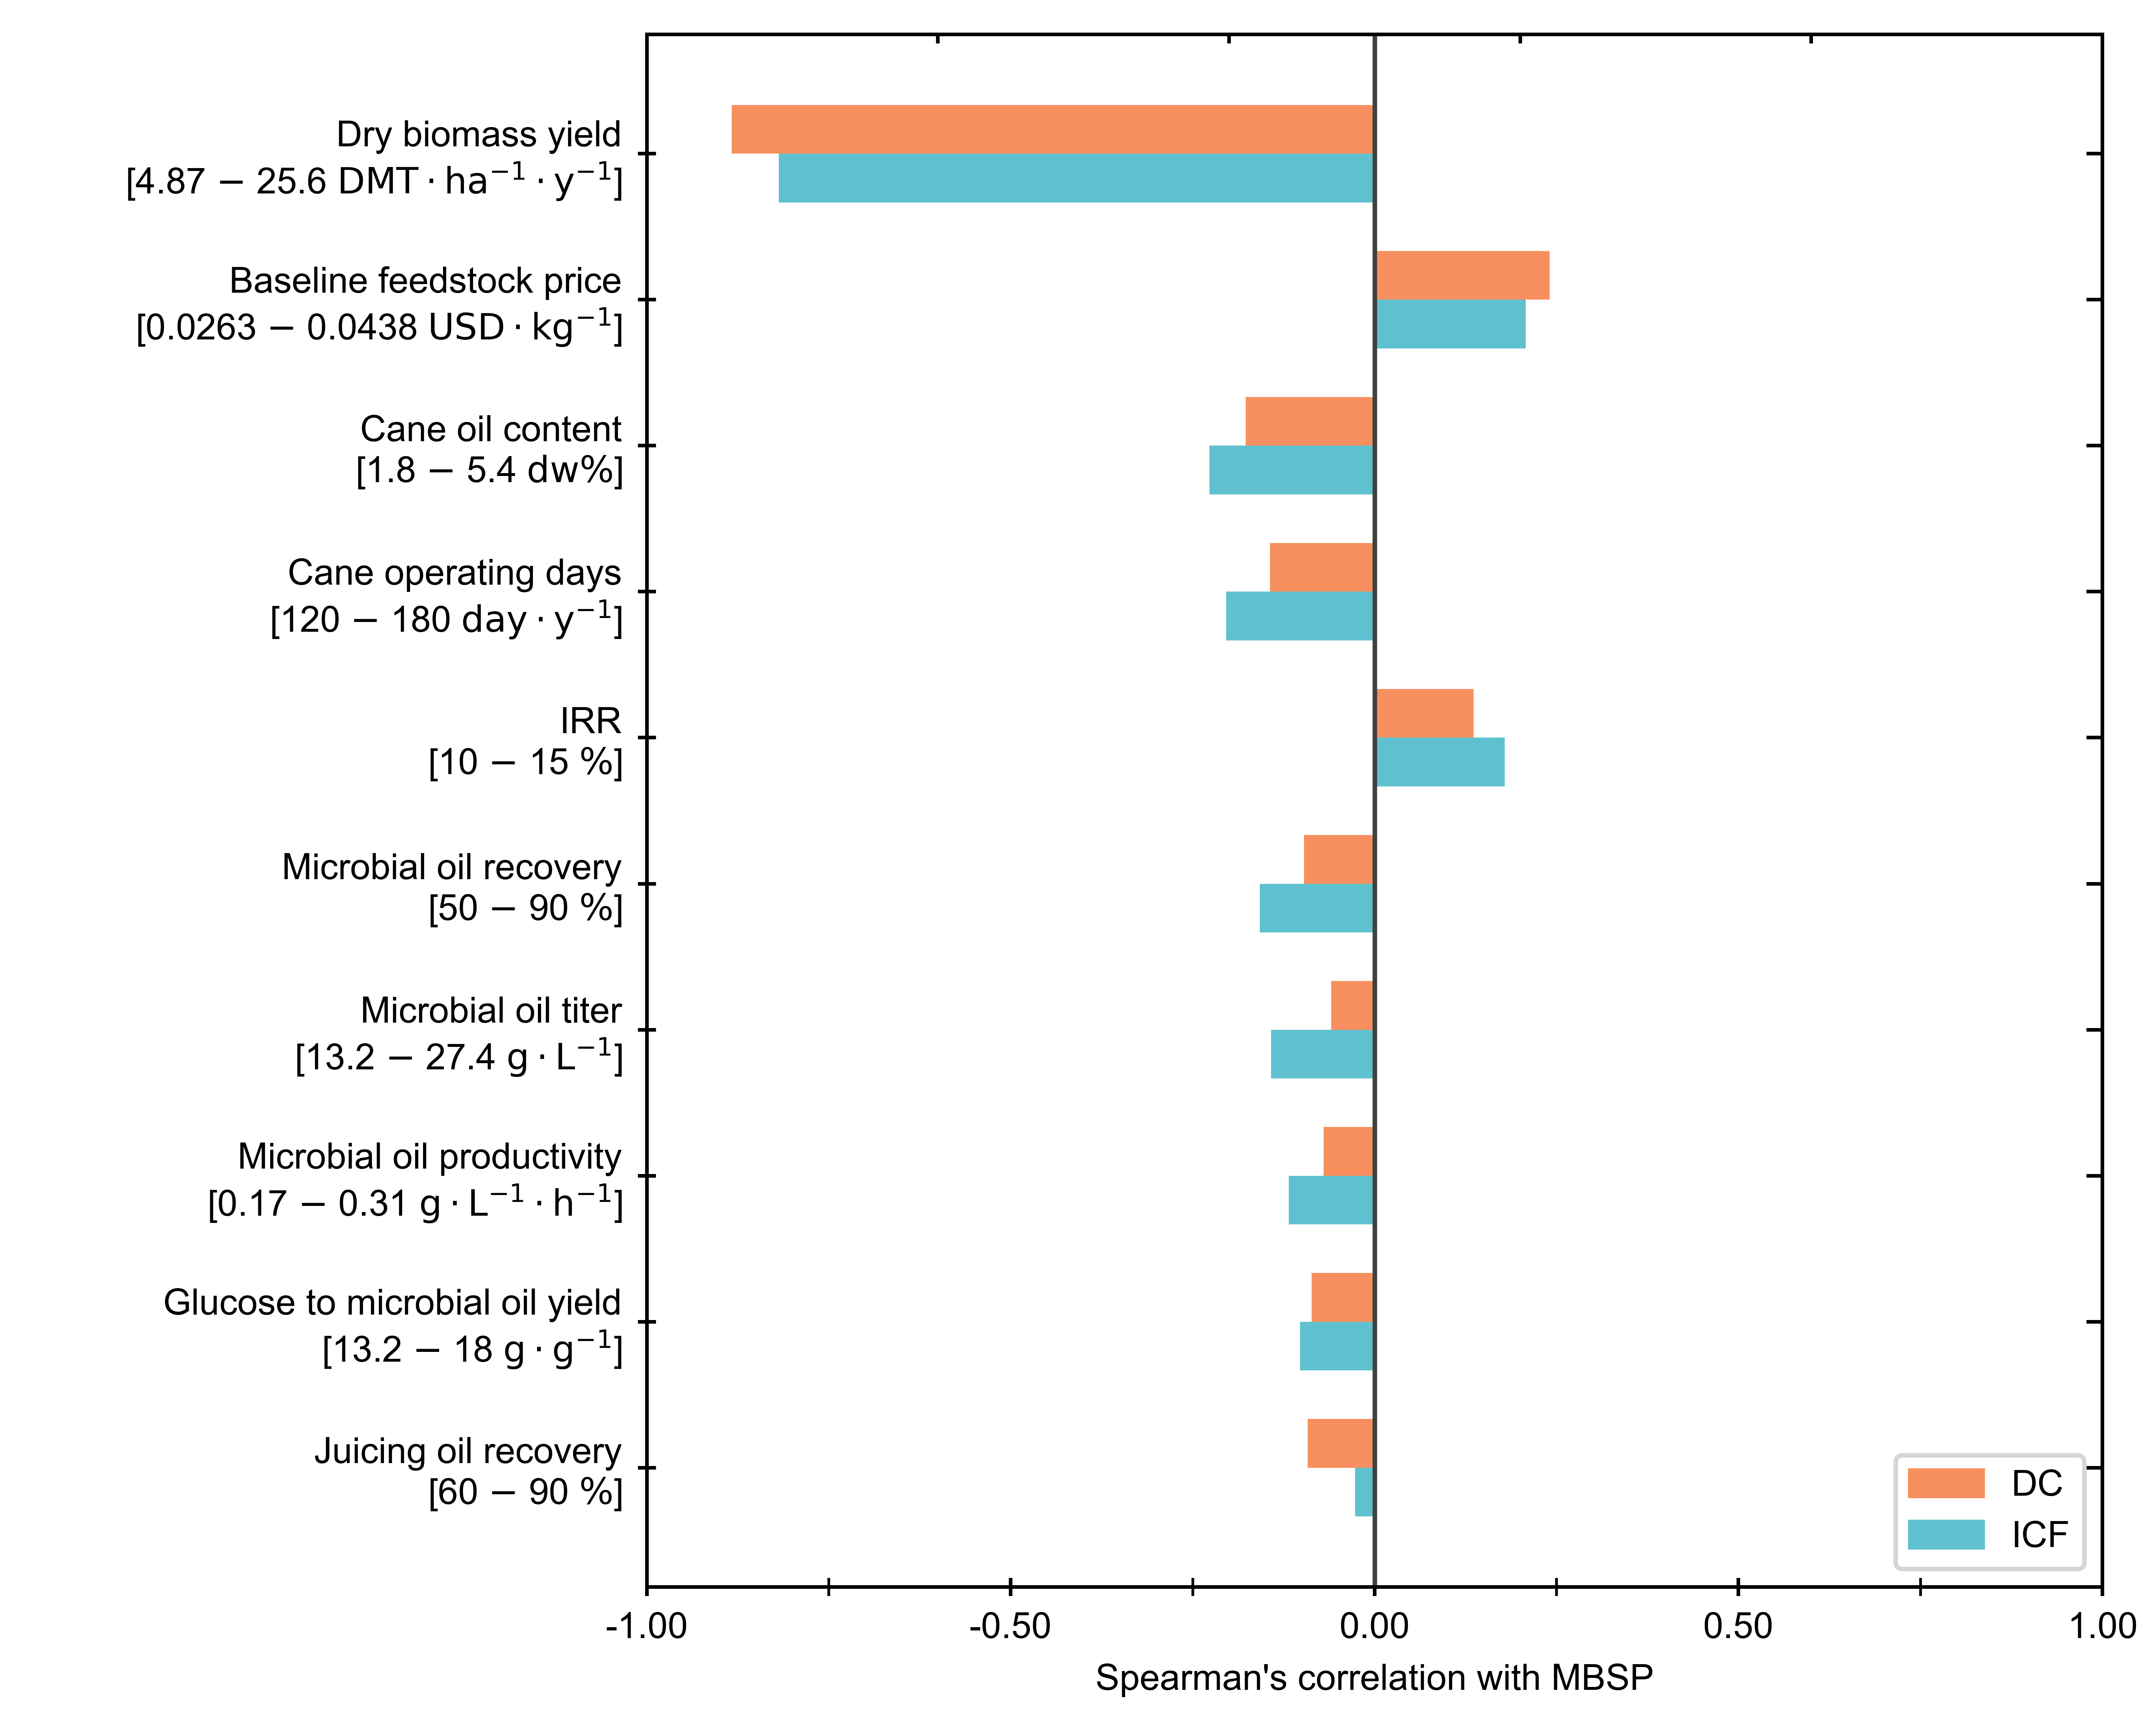 Dry biomass yield
[4.87 − 25.6 DMT · ha⁻¹ · y⁻¹]
Baseline feedstock price
[0.0263 − 0.0438 USD · kg⁻¹]
Cane oil content
[1.8 − 5.4 dw%]
Cane operating days
[120 − 180 day · y⁻¹]
IRR
[10 − 15 %]
Microbial oil recovery
[50 − 90 %]
Microbial oil titer
[13.2 − 27.4 g · L⁻¹]
Microbial oil productivity
[0.17 − 0.31 g · L⁻¹ · h⁻¹]
Glucose to microbial oil yield
[13.2 − 18 g · g⁻¹]
Juicing oil recovery
[60 − 90 %]
DC
ICF
-1.00 -0.50 0.00 0.50 1.00
Spearman's correlation with MBSP